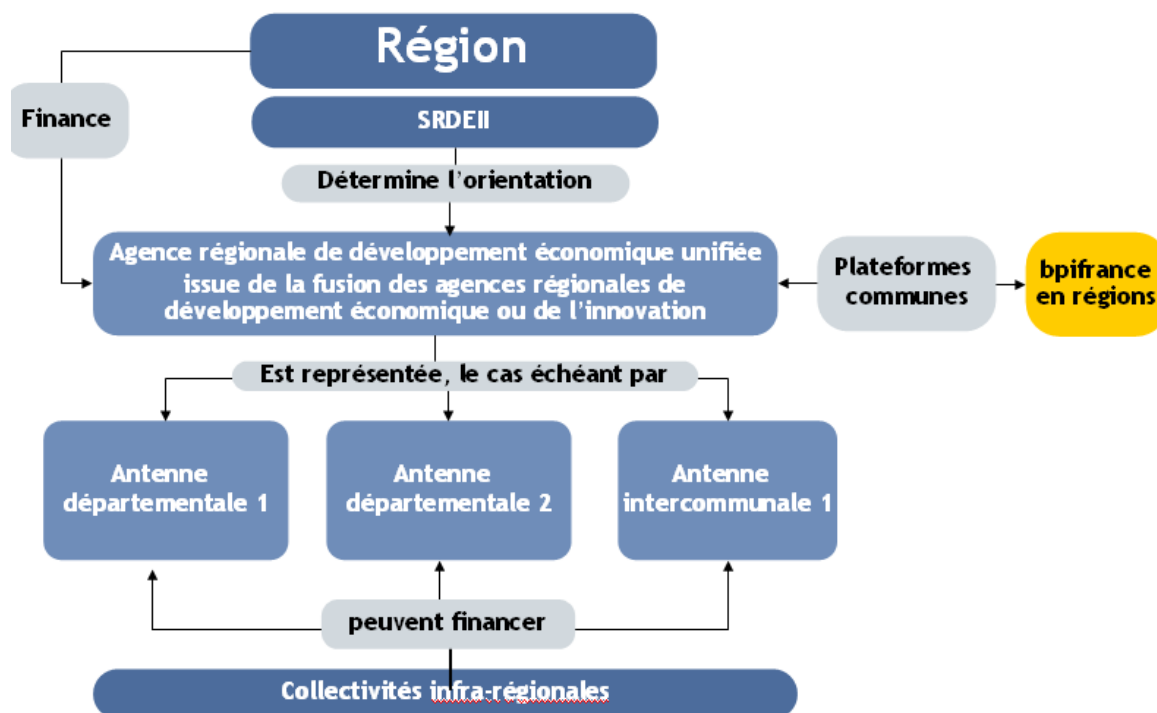 Région
Finance
SRDEII
Détermine l'orientation
Agence régionale de développement économique unifiée
issue de la fusion des agences régionales de
développement économique ou de l'innovation
Plateformes
communes
bpifrance
en régions
Est représentée, le cas échéant par
Antenne
départementale 1
Antenne
départementale 2
Antenne
intercommunale 1
peuvent financer
Collectivités infra-régionales